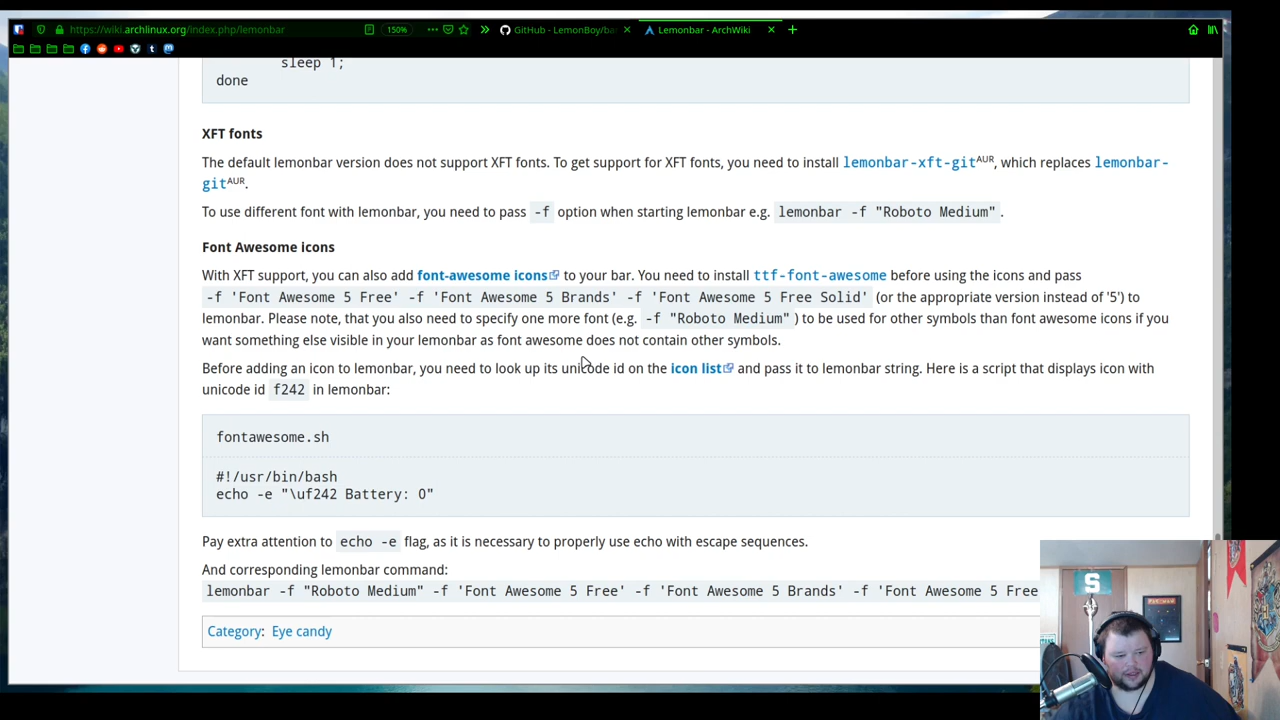 https://wiki.archlinux.org/index.php/lemonbar
150%
GitHub - LemonBoy/ba
Lemonbar - ArchWiki
sleep 1;
done
XFT fonts
The default lemonbar version does not support XFT fonts. To get support for XFT fonts, you need to install lemonbar-xft-gitAUR, which replaces lemonbar-
gitAUR.
To use different font with lemonbar, you need to pass -f option when starting lemonbar e.g. lemonbar -f "Roboto Medium".
Font Awesome icons
With XFT support, you can also add font-awesome icons to your bar. You need to install ttf-font-awesome before using the icons and pass
-f 'Font Awesome 5 Free' -f 'Font Awesome 5 Brands' -f 'Font Awesome 5 Free Solid' (or the appropriate version instead of '5') to
lemonbar. Please note, that you also need to specify one more font (e.g. -f "Roboto Medium") to be used for other symbols than font awesome icons if you
want something else visible in your lemonbar as font awesome does not contain other symbols.
Before adding an icon to lemonbar, you need to look up its unicode id on the icon list and pass it to lemonbar string. Here is a script that displays icon with
unicode id f242 in lemonbar:
fontawesome.sh
#!/usr/bin/bash
echo -e "\uf242 Battery: 0"
Pay extra attention to echo -e flag, as it is necessary to properly use echo with escape sequences.
And corresponding lemonbar command:
lemonbar -f "Roboto Medium" -f 'Font Awesome 5 Free' -f 'Font Awesome 5 Brands' -f 'Font Awesome 5 Free
Category: Eye candy
S